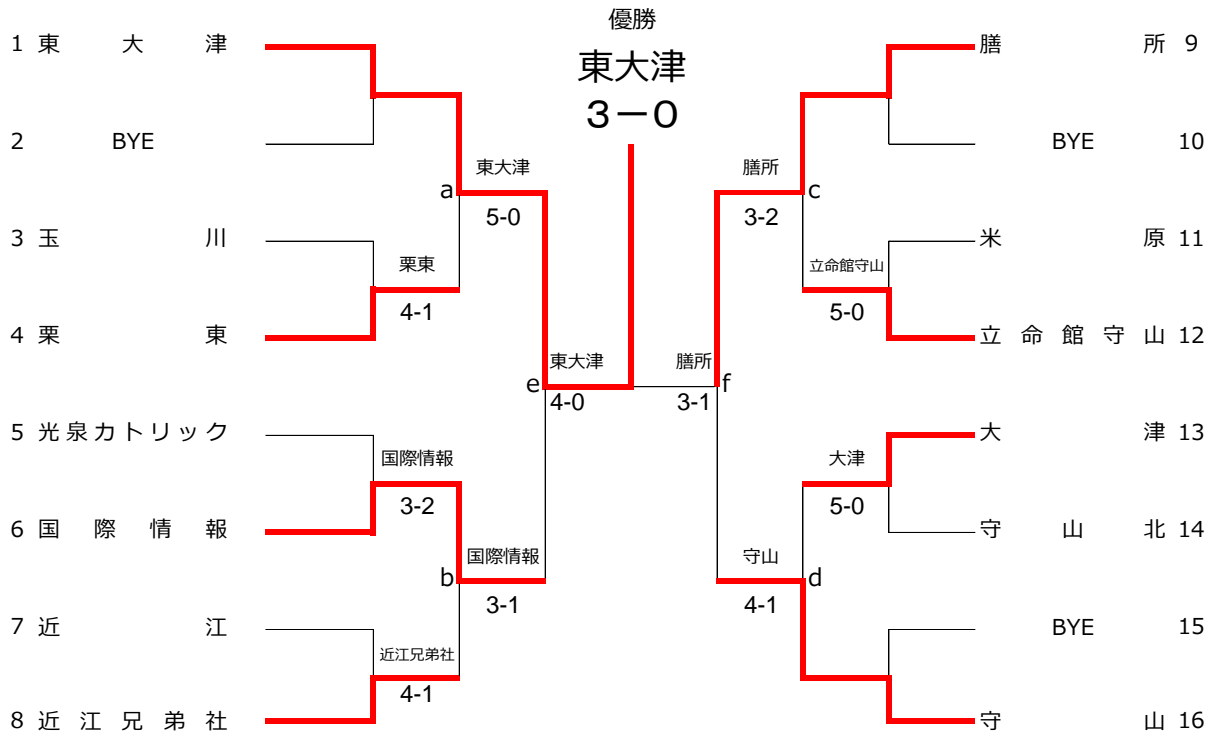 優勝
東大津
3－0
1 東大津
2 BYE
3 玉川
4 栗東
5 光泉カトリック
6 国際情報
7 近江
8 近江兄弟社
a
東大津
5-0
栗東
4-1
国際情報
3-2
b
国際情報
3-1
近江兄弟社
4-1
e
東大津
4-0
膳所
3-1
f
膳所
3-2
c
立命館守山
5-0
大津
5-0
守山
4-1
d
膳所 9
BYE 10
米原 11
立命館守山 12
大津 13
守山北 14
BYE 15
守山 16